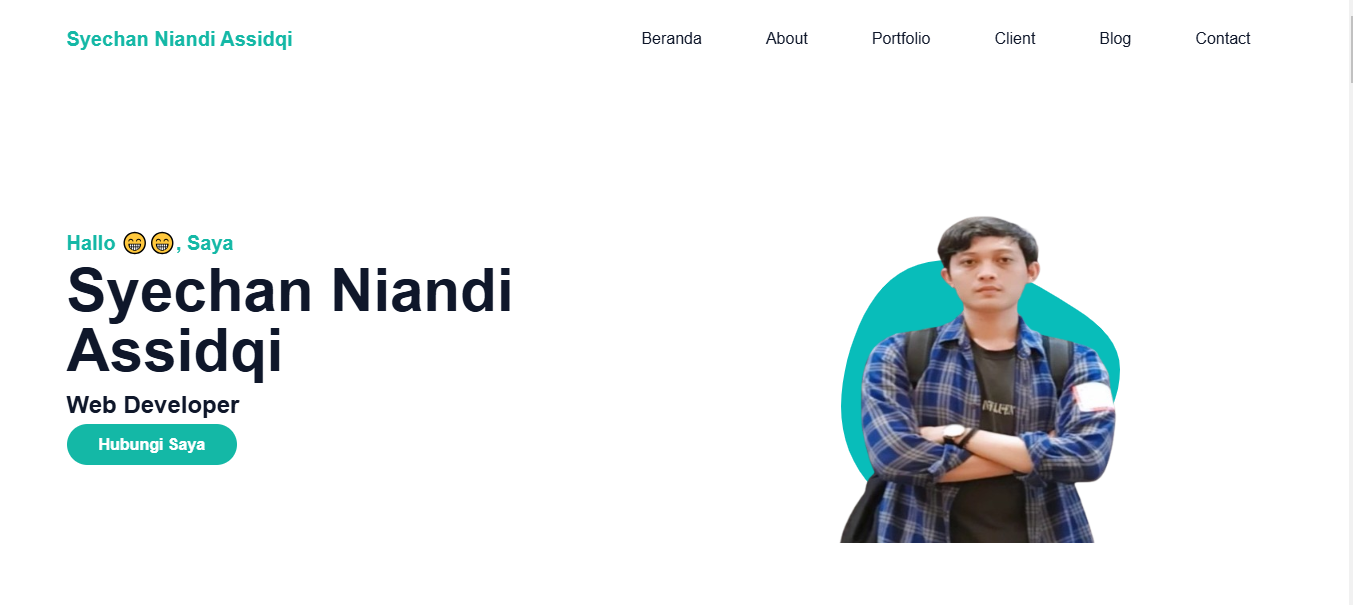 Syechan Niandi Assidqi
Beranda About Portfolio Client Blog Contact
Hallo 😁😁, Saya
Syechan Niandi
Assidqi
Web Developer
Hubungi Saya